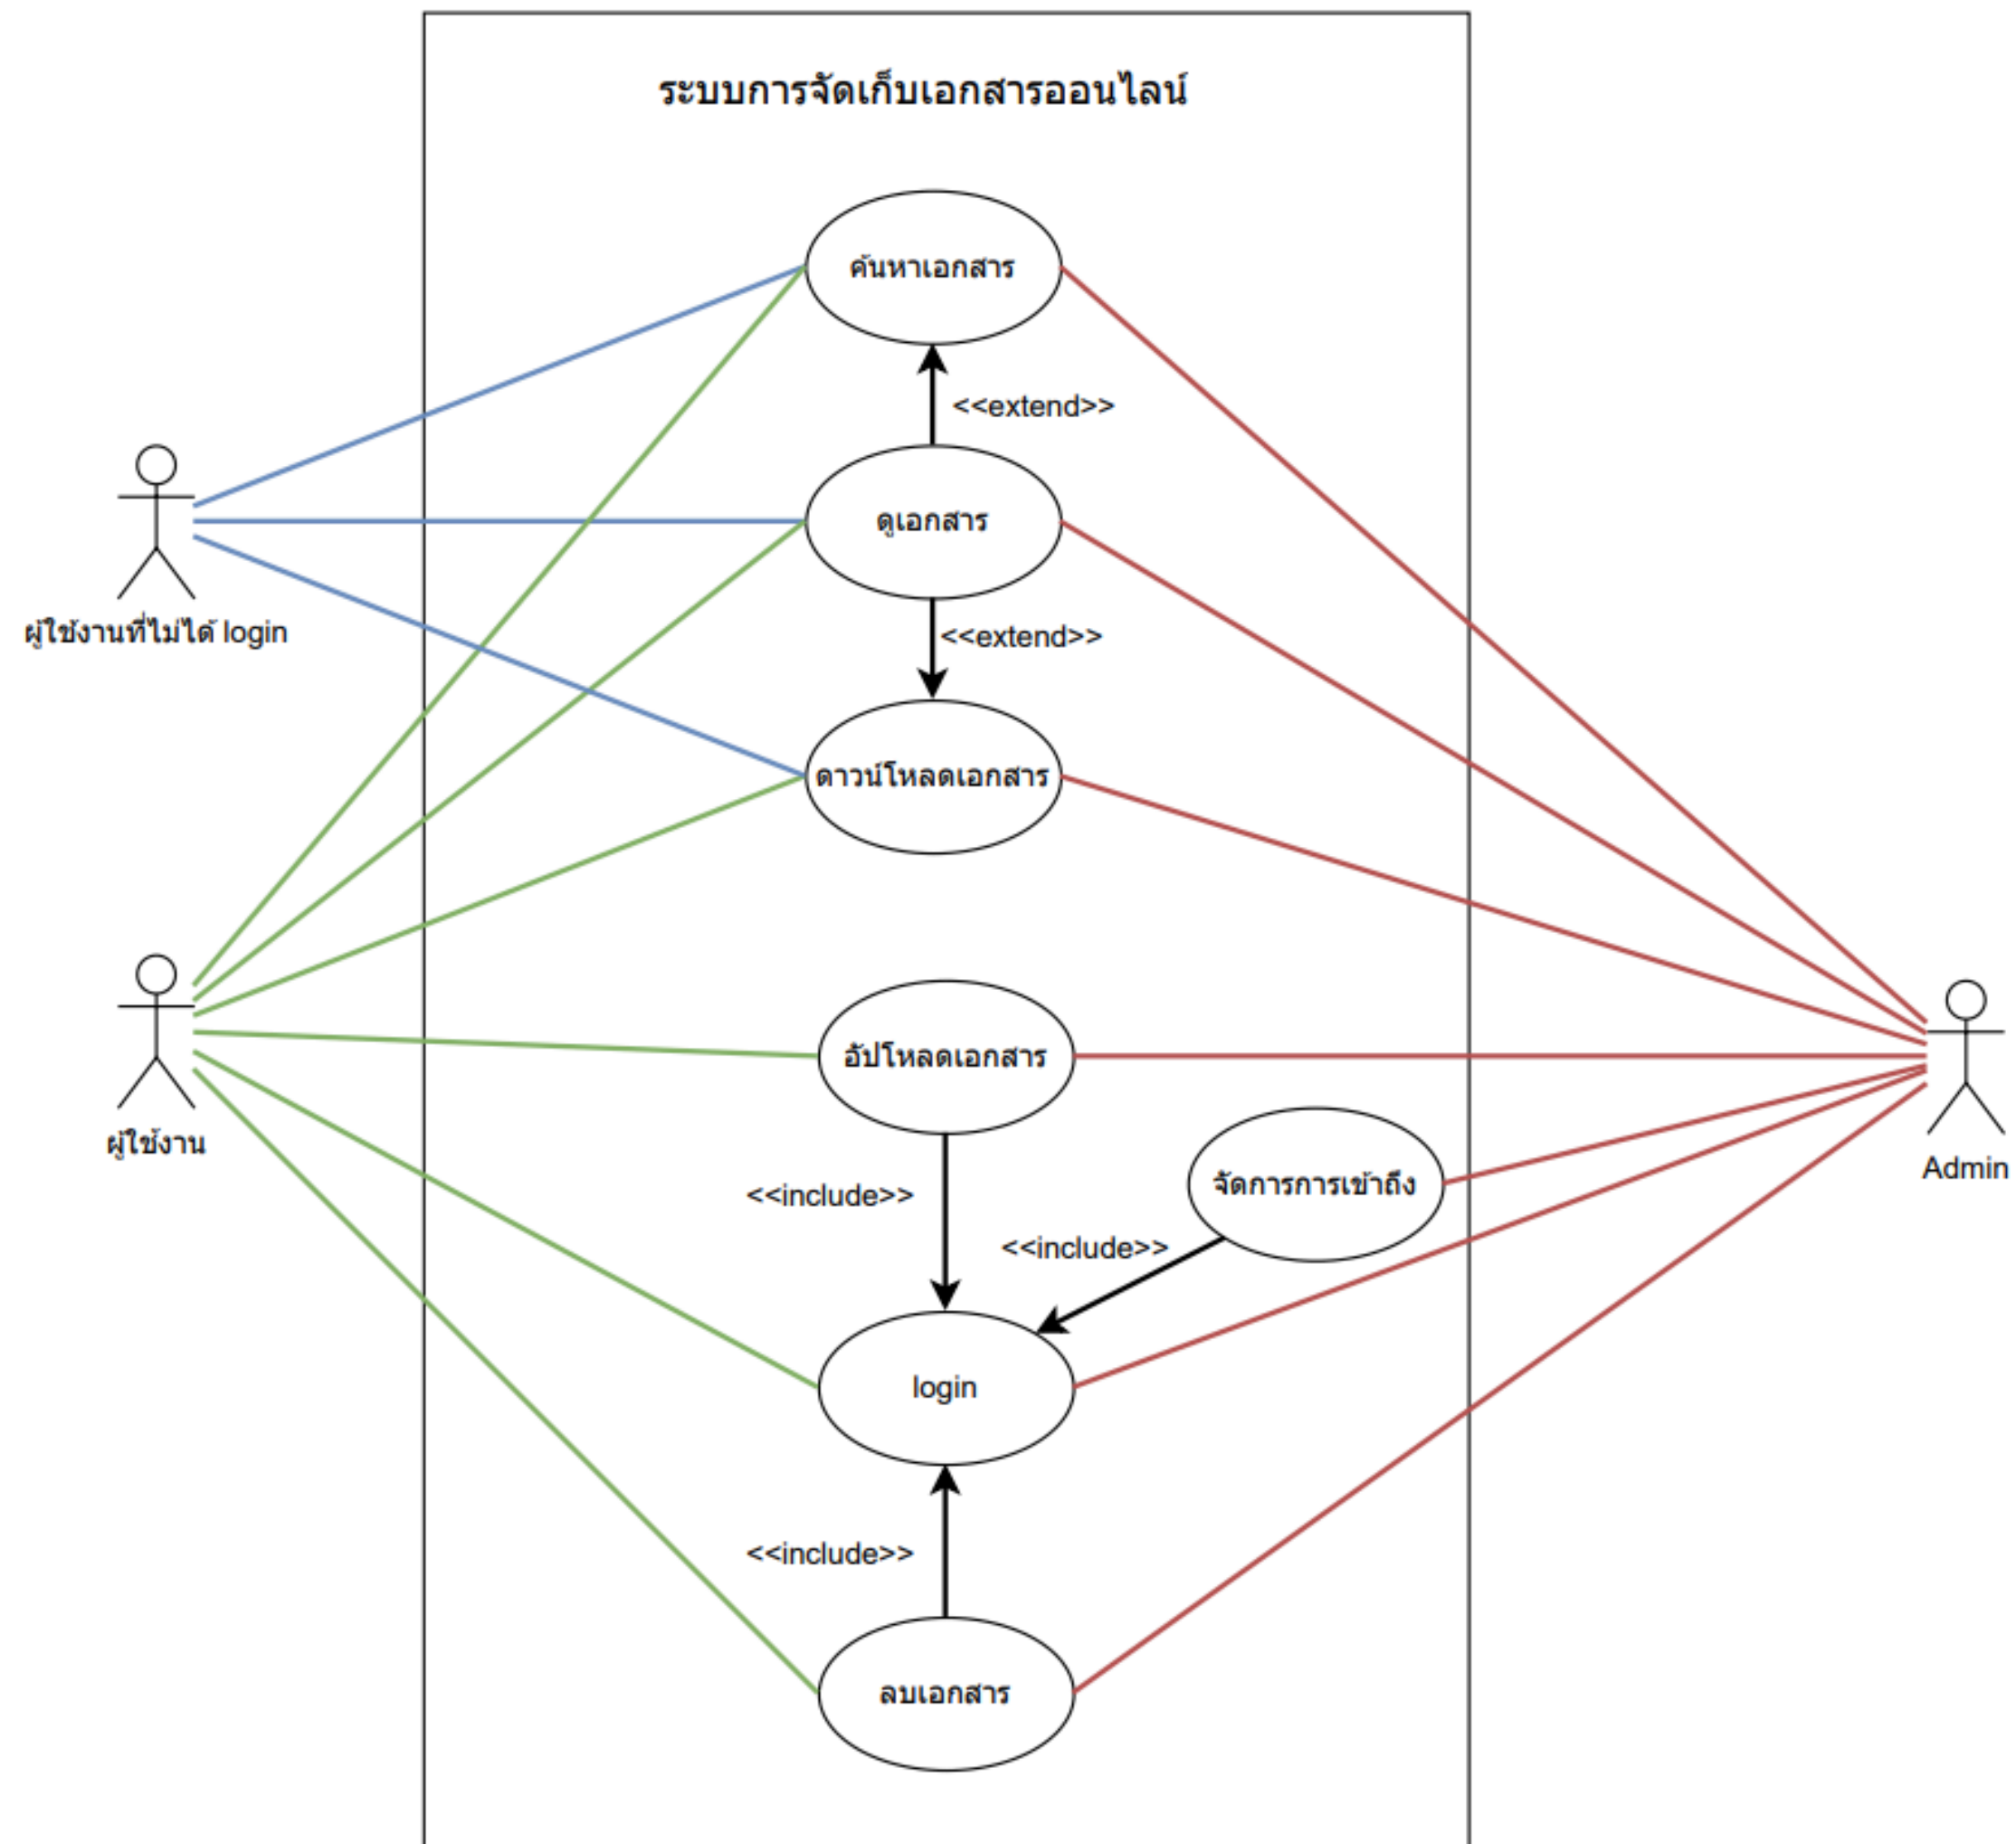 ระบบการจัดเก็บเอกสารออนไลน์
ค้นหาเอกสาร
<<extend>>
ดูเอกสาร
ผู้ใช้งานที่ไม่ได้ login
<<extend>>
ดาวน์โหลดเอกสาร
อัปโหลดเอกสาร
ผู้ใช้งาน
Admin
<<include>>
จัดการการเข้าถึง
<<include>>
login
<<include>>
ลบเอกสาร